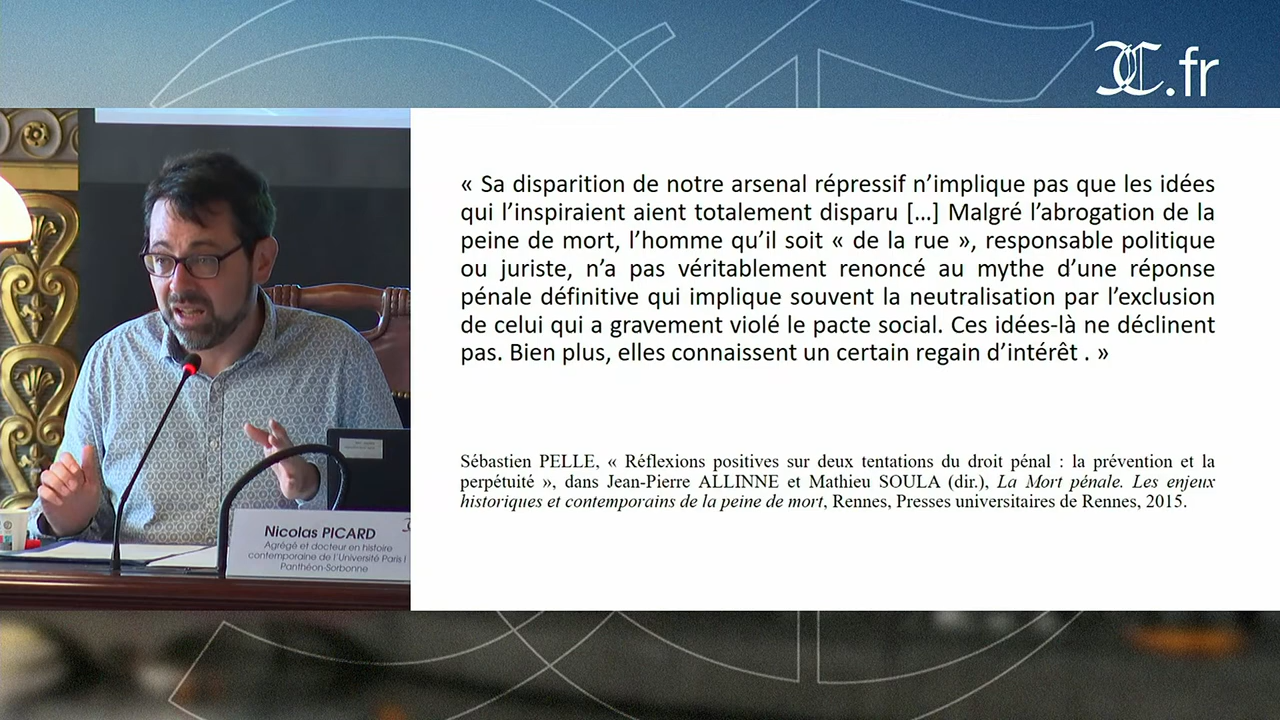 .fr
« Sa disparition de notre arsenal répressif n’implique pas que les idées
qui l’inspiraient aient totalement disparu […] Malgré l’abrogation de la
peine de mort, l’homme qu’il soit « de la rue », responsable politique
ou juriste, n’a pas véritablement renoncé au mythe d’une réponse
pénale définitive qui implique souvent la neutralisation par l’exclusion
de celui qui a gravement violé le pacte social. Ces idées-là ne déclinent
pas. Bien plus, elles connaissent un certain regain d’intérêt . »
Sébastien PELLE, « Réflexions positives sur deux tentations du droit pénal : la prévention et la
perpétuité », dans Jean-Pierre ALLINNE et Mathieu SOULA (dir.), La Mort pénale. Les enjeux
historiques et contemporains de la peine de mort, Rennes, Presses universitaires de Rennes, 2015.
Nicolas PICARD
Agrégé et docteur en histoire
contemporaine de l’Université Paris I
Panthéon-Sorbonne